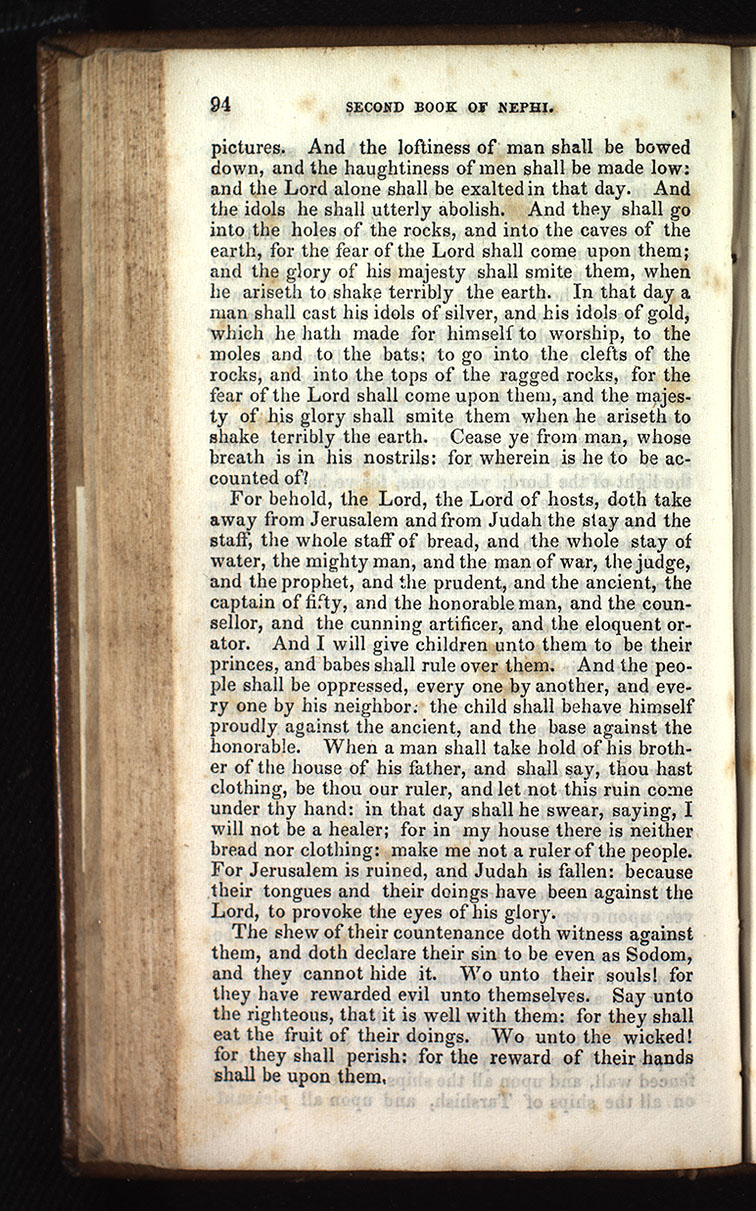 94 SECOND BOOK OF NEPHI.
pictures. And the loftiness of man shall be bowed
down, and the haughtiness of men shall be made low:
and the Lord alone shall be exalted in that day. And
the idols he shall utterly abolish. And they shall go
into the holes of the rocks, and into the caves of the
earth, for the fear of the Lord shall come upon them;
and the glory of his majesty shall smite them, when
he ariseth to shake terribly the earth. In that day a
man shall cast his idols of silver, and his idols of gold,
which he hath made for himself to worship, to the
moles and to the bats; to go into the clefts of the
rocks, and into the tops of the ragged rocks, for the
fear of the Lord shall come upon them, and the majes-
ty of his glory shall smite them when he ariseth to
shake terribly the earth. Cease ye from man, whose
breath is in his nostrils: for wherein is he to be ac-
counted of?
For behold, the Lord, the Lord of hosts, doth take
away from Jerusalem and from Judah the stay and the
staff, the whole staff of bread, and the whole stay of
water, the mighty man, and the man of war, the judge,
and the prophet, and the prudent, and the ancient, the
captain of fifty, and the honorable man, and the coun-
sellor, and the cunning artificer, and the eloquent or-
ator. And I will give children unto them to be their
princes, and babes shall rule over them. And the peo-
ple shall be oppressed, every one by another, and eve-
ry one by his neighbor: the child shall behave himself
proudly against the ancient, and the base against the
honorable. When a man shall take hold of his broth-
er of the house of his father, and shall say, thou hast
clothing, be thou our ruler, and let not this ruin come
under thy hand: in that day shall he swear, saying, I
will not be a healer; for in my house there is neither
bread nor clothing: make me not a ruler of the people.
For Jerusalem is ruined, and Judah is fallen: because
their tongues and their doings have been against the
Lord, to provoke the eyes of his glory.
The shew of their countenance doth witness against
them, and doth declare their sin to be even as Sodom,
and they cannot hide it. Wo unto their souls! for
they have rewarded evil unto themselves. Say unto
the righteous, that it is well with them: for they shall
eat the fruit of their doings. Wo unto the wicked!
for they shall perish: for the reward of their hands
shall be upon them.